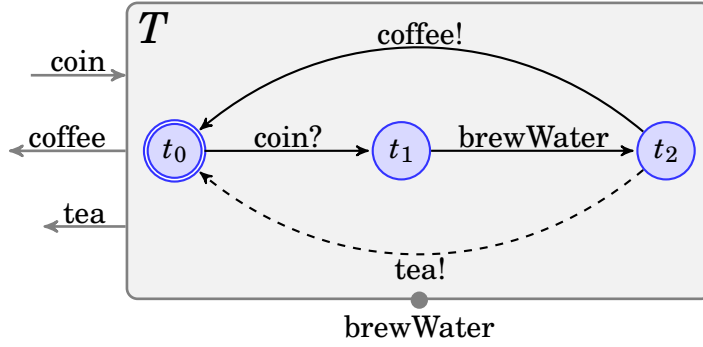 T
coffee!
coin
coffee
t0
coin?
t1
brewWater
t2
tea
tea!
brewWater